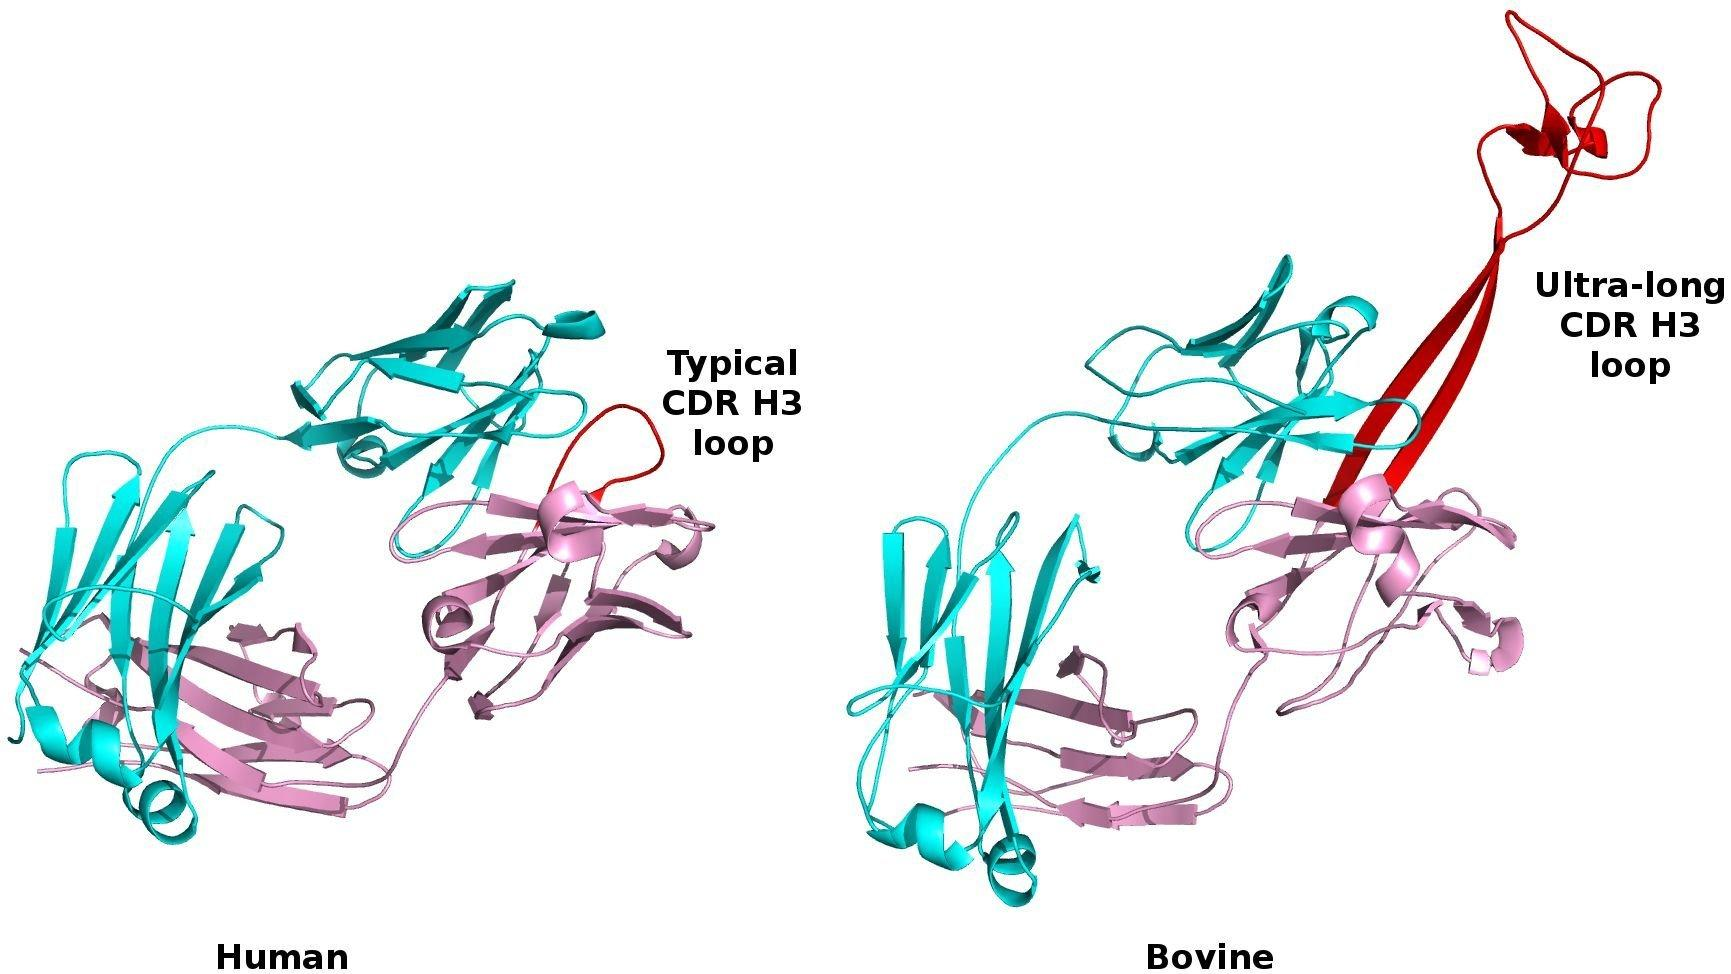 Typical
CDR H3
loop
Ultra-long
CDR H3
loop
Human
Bovine